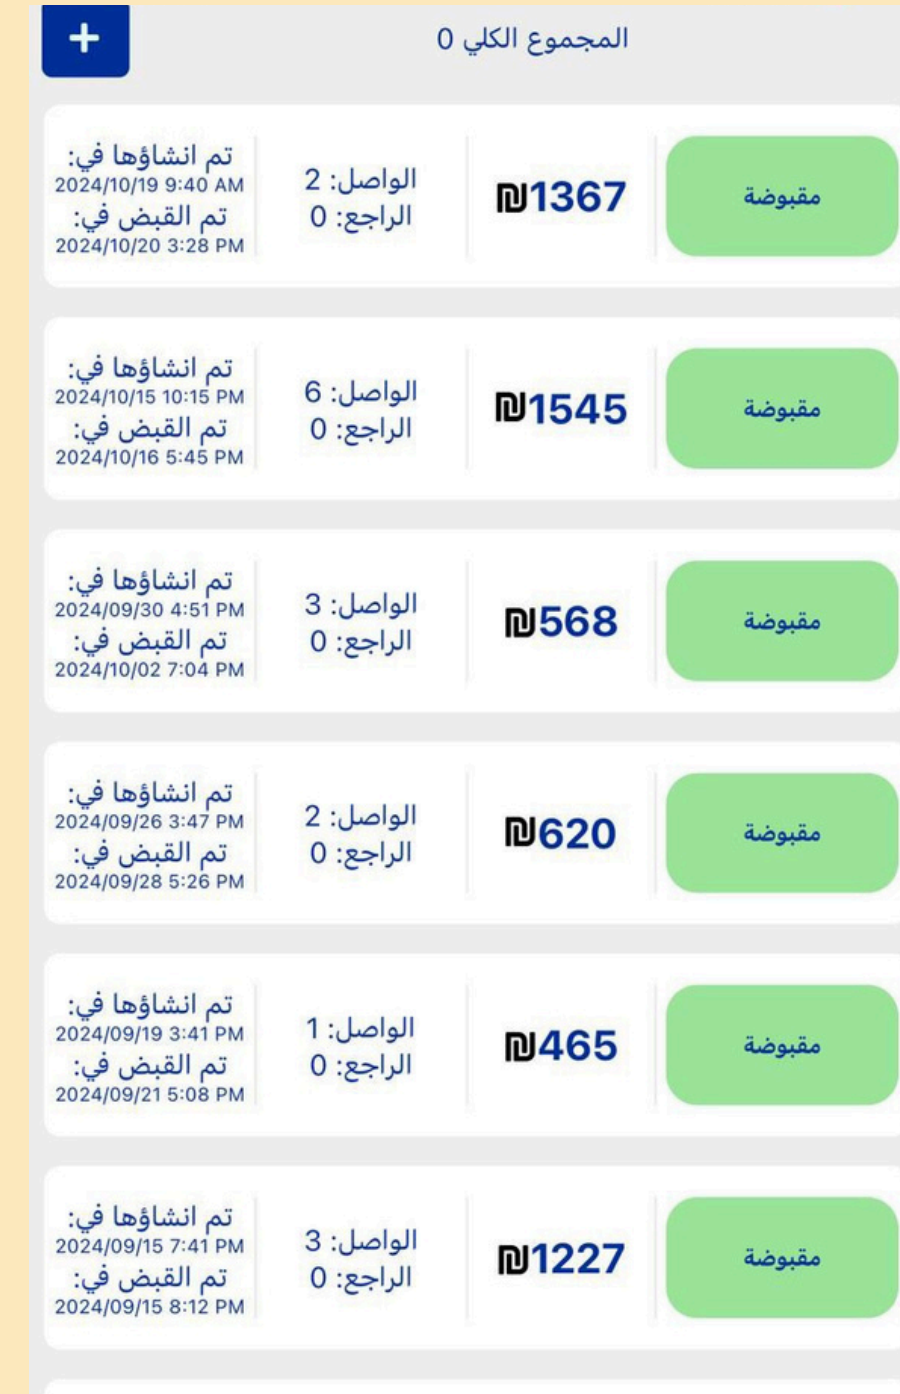 +
المجموع الكلي 0
مقبوضة
₪1367
الواصل: 2
الراجع: 0
تم انشاؤها في:
2024/10/19 9:40 AM
تم القبض في:
2024/10/20 3:28 PM
مقبوضة
₪1545
الواصل: 6
الراجع: 0
تم انشاؤها في:
2024/10/15 10:15 PM
تم القبض في:
2024/10/16 5:45 PM
مقبوضة
₪568
الواصل: 3
الراجع: 0
تم انشاؤها في:
2024/09/30 4:51 PM
تم القبض في:
2024/10/02 7:04 PM
مقبوضة
₪620
الواصل: 2
الراجع: 0
تم انشاؤها في:
2024/09/26 3:47 PM
تم القبض في:
2024/09/28 5:26 PM
مقبوضة
₪465
الواصل: 1
الراجع: 0
تم انشاؤها في:
2024/09/19 3:41 PM
تم القبض في:
2024/09/21 5:08 PM
مقبوضة
₪1227
الواصل: 3
الراجع: 0
تم انشاؤها في:
2024/09/15 7:41 PM
تم القبض في:
2024/09/15 8:12 PM